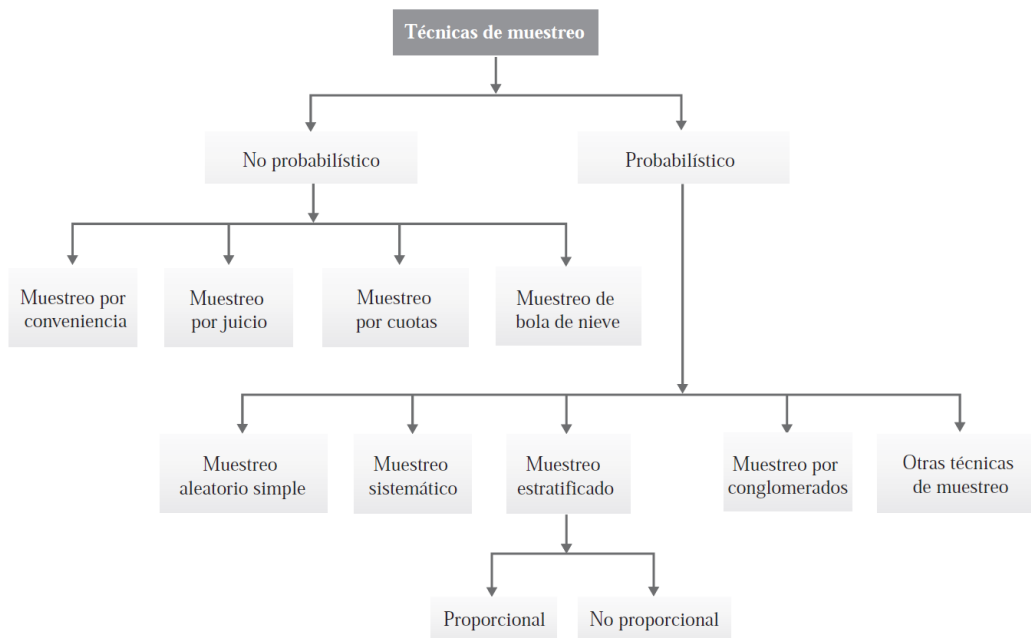 Técnicas de muestreo
No probabilístico
Probabilístico
Muestreo por
conveniencia
Muestreo
por juicio
Muestreo
por cuotas
Muestreo de
bola de nieve
Muestreo
aleatorio simple
Muestreo
sistemático
Muestreo
estratificado
Muestreo por
conglomerados
Otras técnicas
de muestreo
Proporcional
No proporcional